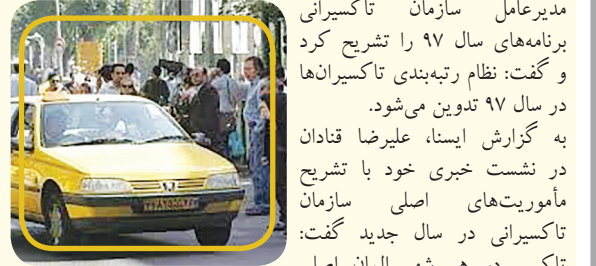 مدیرعامل سازمان تاکسیرانی
برنامه‌های سال ۹۷ را تشریح کرد
و گفت: نظام رتبه‌بندی تاکسیران‌ها
در سال ۹۷ تدوین می‌شود.
به گزارش ایسنا، علیرضا قنادان
در نشست خبری خود با تشریح
مأموریت‌های اصلی سازمان
تاکسیرانی در سال جدید گفت: